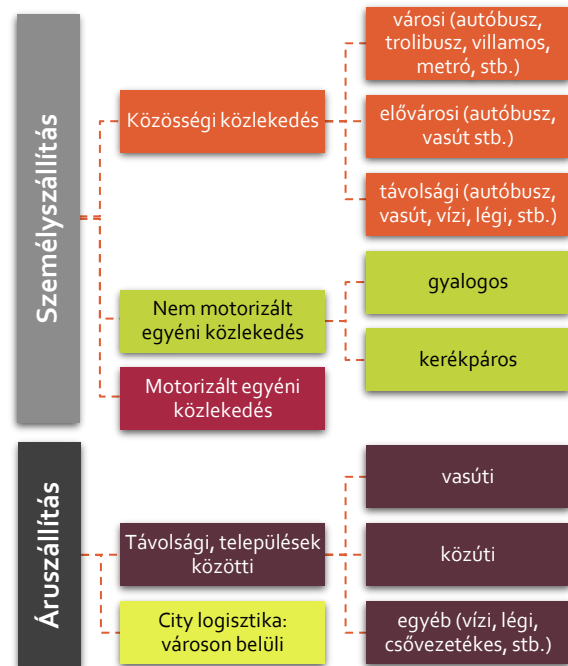 Személyszállítás
Közösségi közlekedés
városi (autóbusz,
trolibusz, villamos,
metró, stb.)
elővárosi (autóbusz,
vasút stb.)
távolsági (autóbusz,
vasút, vízi, légi, stb.)
Nem motorizált
egyéni közlekedés
gyalogos
kerékpáros
Motorizált egyéni
közlekedés
Áruszállítás
Távolsági, települések
közötti
vasúti
közúti
egyéb (vízi, légi,
csővezetékes, stb.)
City logisztika:
városon belüli